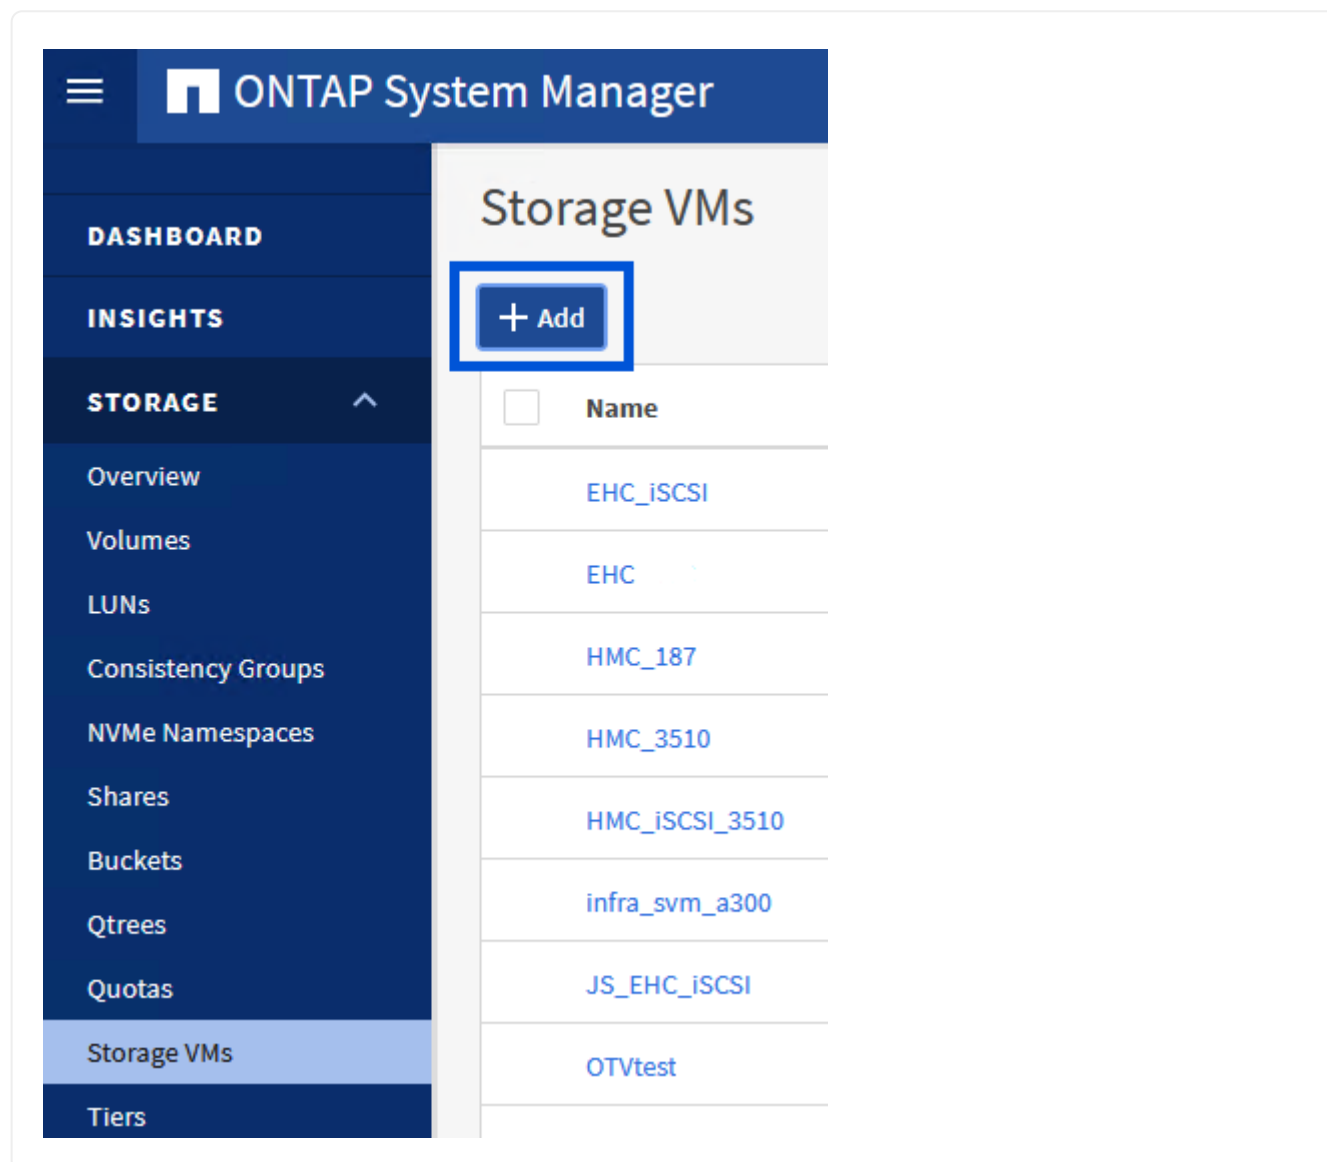 ONTAP System Manager
DASHBOARD
INSIGHTS
STORAGE
Overview
Volumes
LUNs
Consistency Groups
NVMe Namespaces
Shares
Buckets
Qtrees
Quotas
Storage VMs
Tiers
Storage VMs
+ Add
Name
EHC_iSCSI
EHC
HMC_187
HMC_3510
HMC_iSCSI_3510
infra_svm_a300
JS_EHC_iSCSI
OTVtest